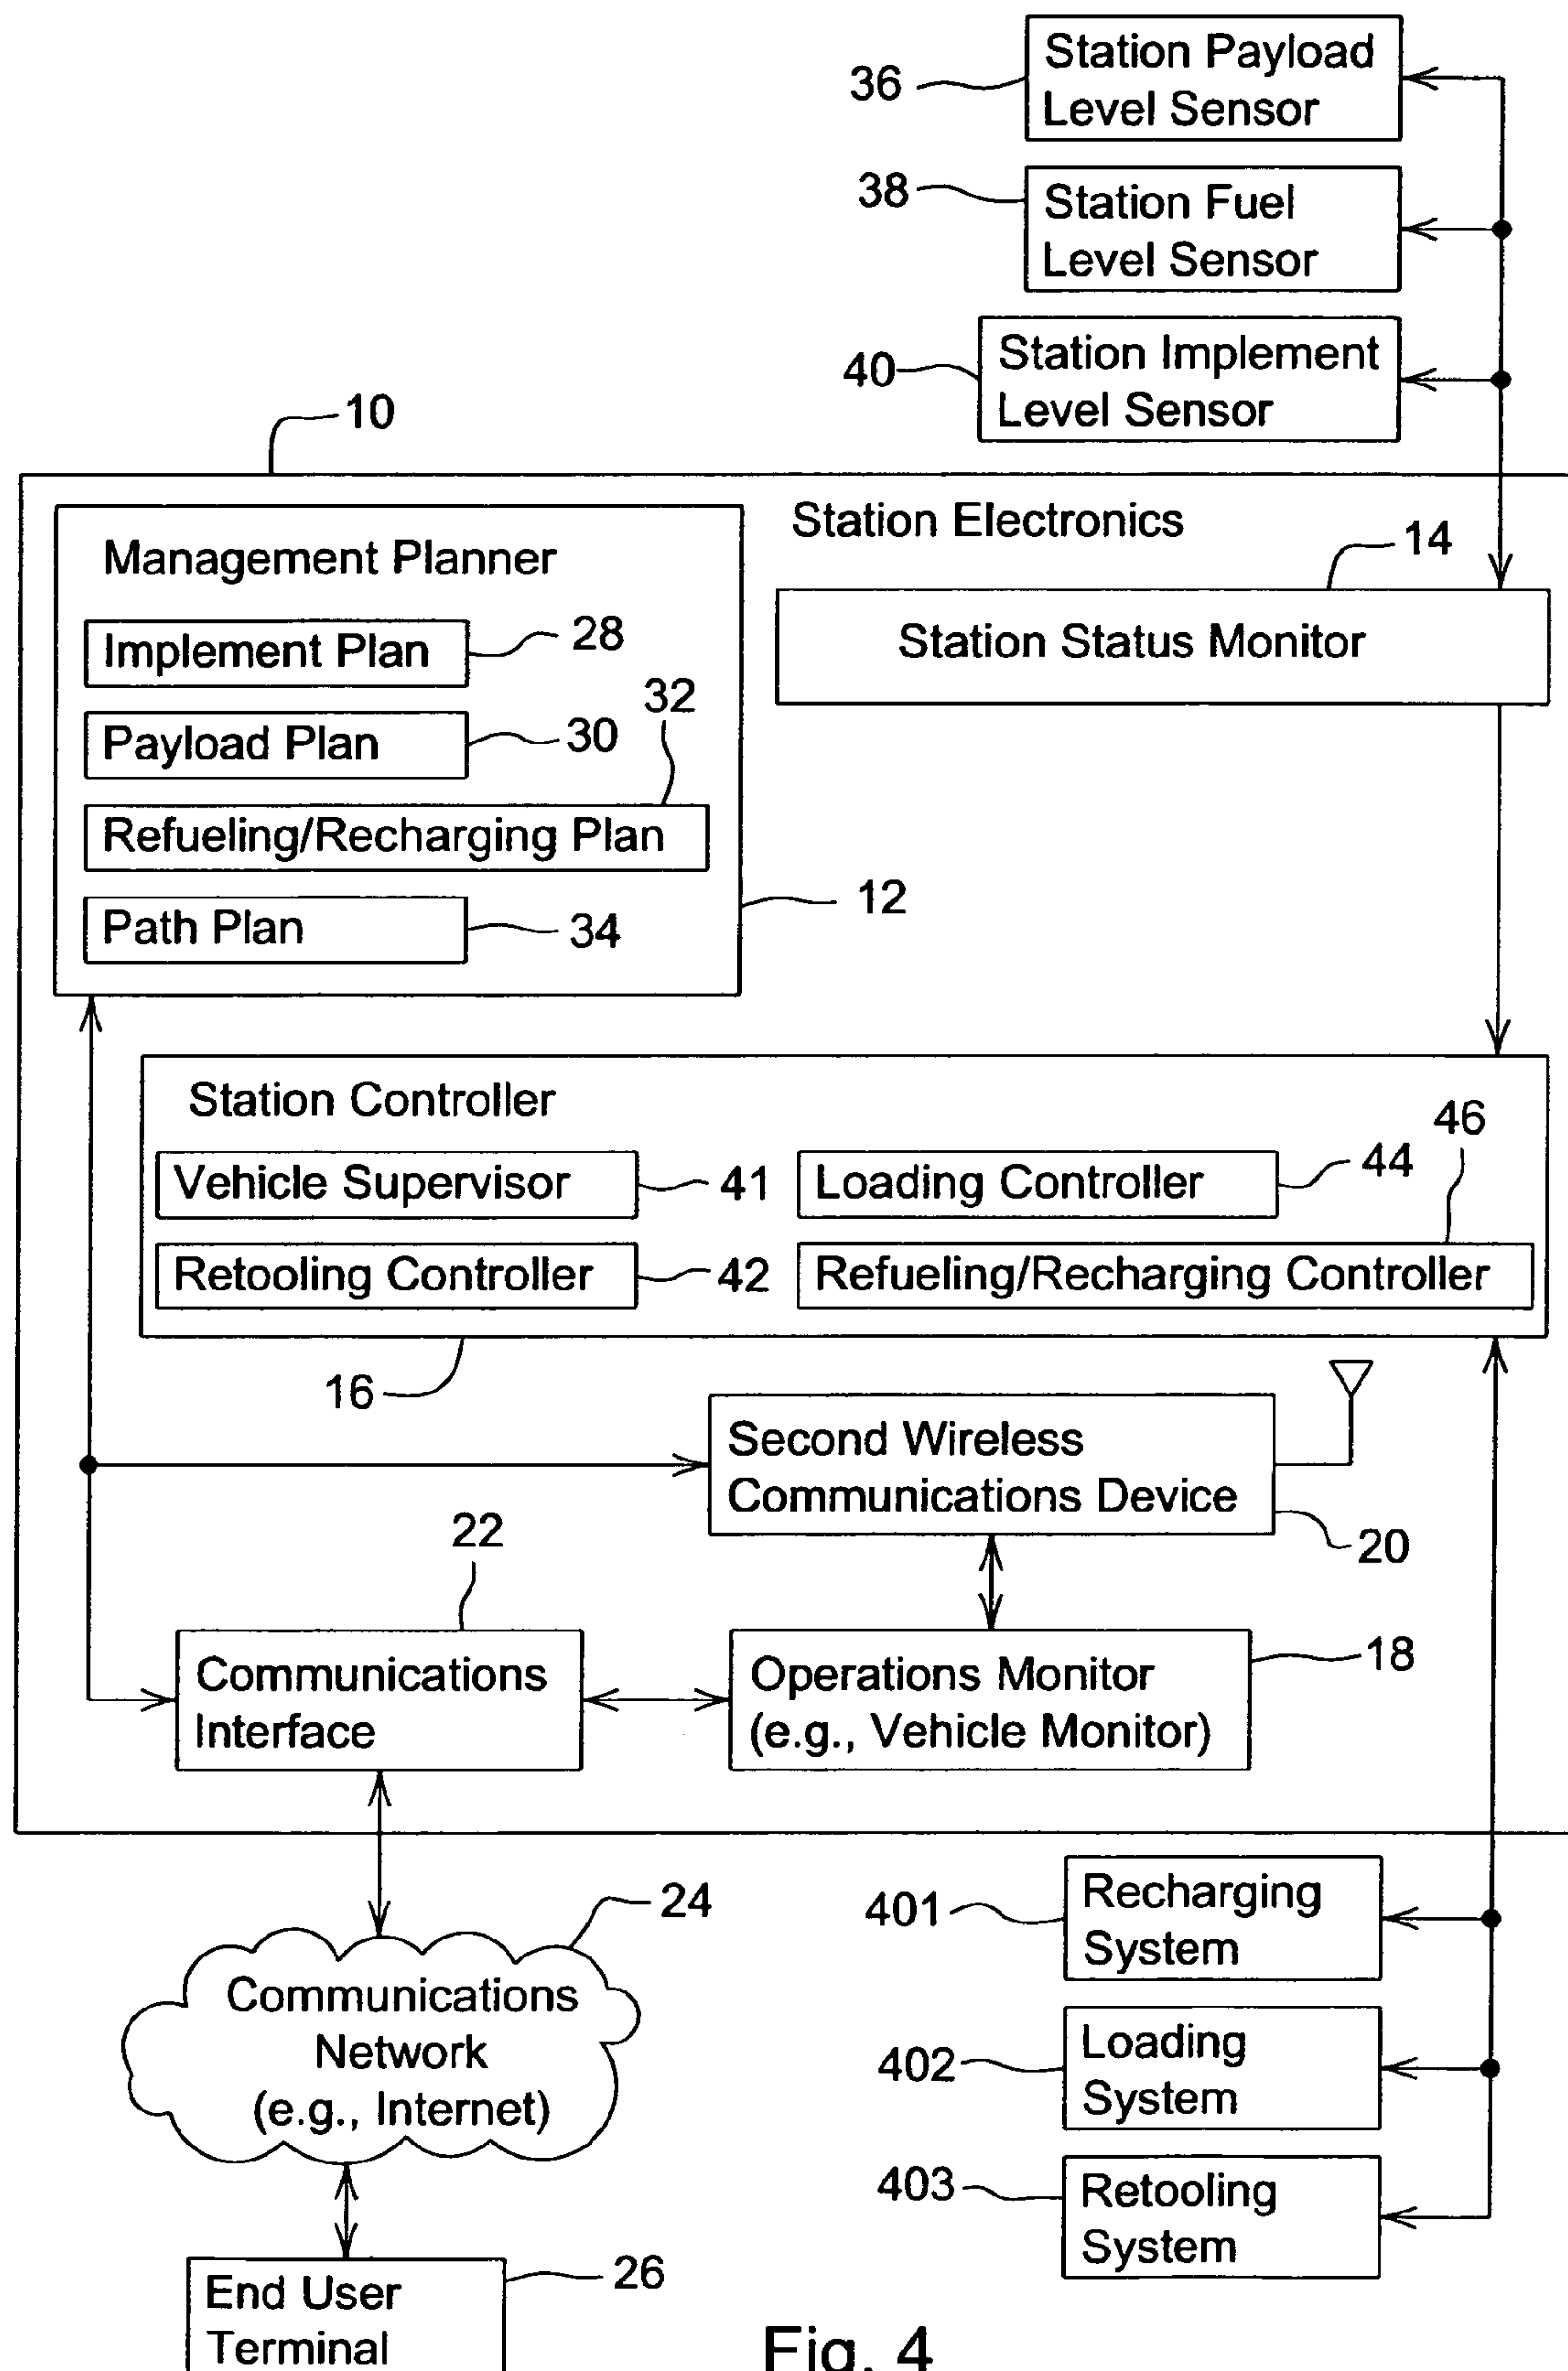 36
Station Payload
Level Sensor
38
Station Fuel
Level Sensor
40
Station Implement
Level Sensor
10
Station Electronics
14
Station Status Monitor
Management Planner
Implement Plan
28
32
Payload Plan
30
Refueling/Recharging Plan
12
Path Plan
34
Station Controller
46
Vehicle Supervisor
41
Loading Controller
44
Retooling Controller
42
Refueling/Recharging Controller
16
Second Wireless
Communications Device
20
22
Communications
Interface
Operations Monitor
(e.g., Vehicle Monitor)
18
24
Communications
Network
(e.g., Internet)
401
Recharging
System
402
Loading
System
403
Retooling
System
26
End User
Terminal
Fig. 4